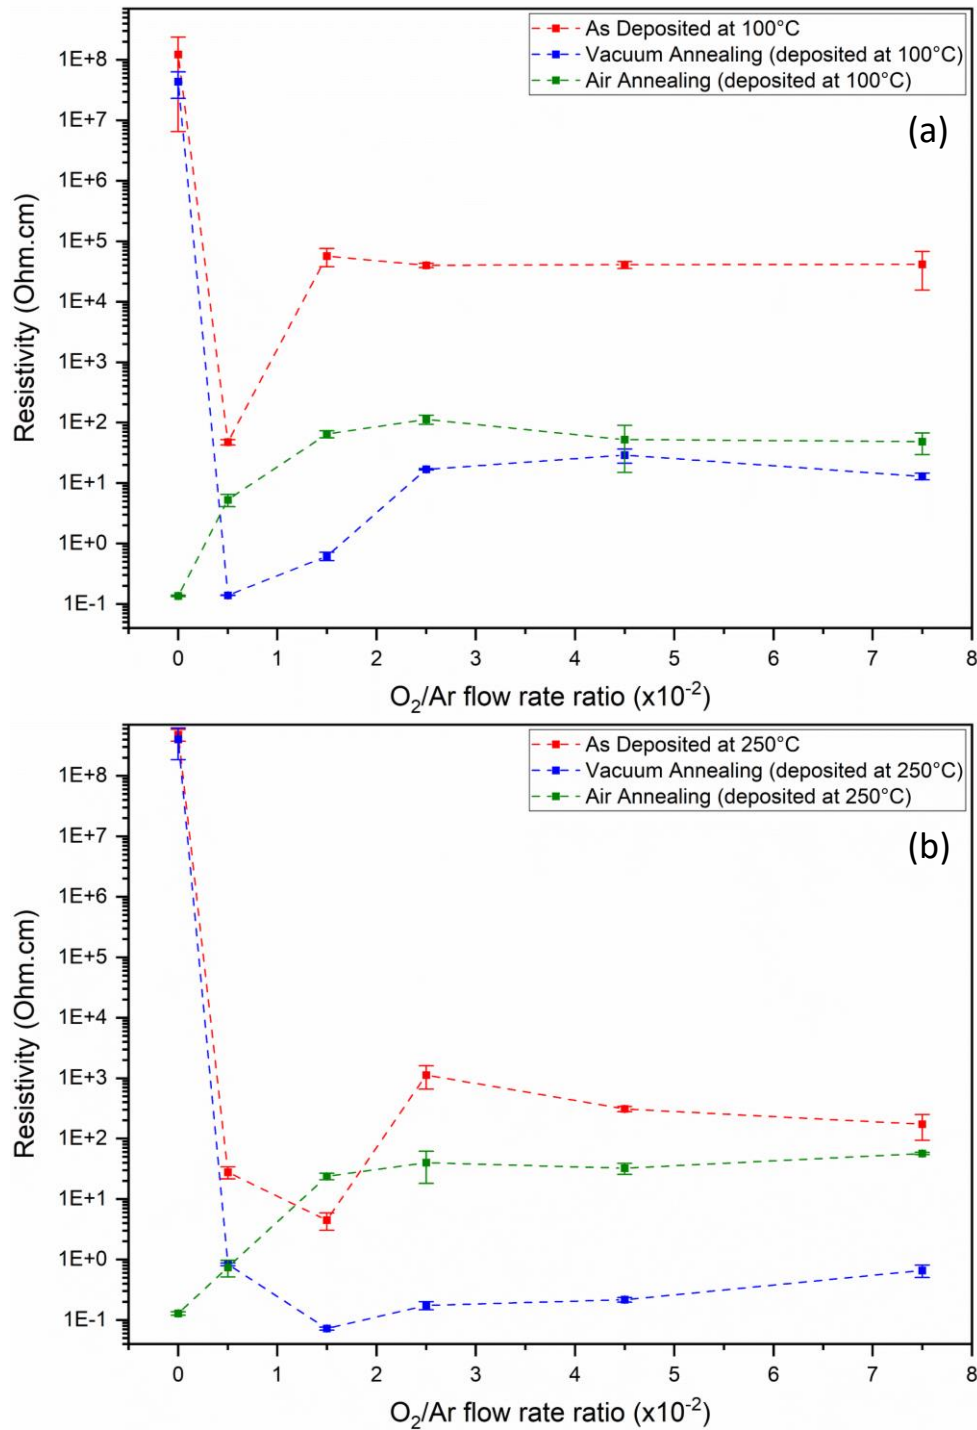 As Deposited at 100°C
Vacuum Annealing (deposited at 100°C)
Air Annealing (deposited at 100°C)
(a)
1E+8
1E+7
1E+6
1E+5
1E+4
1E+3
1E+2
1E+1
1E+0
1E-1
Resistivity (Ohm.cm)
0 1 2 3 4 5 6 7 8
O₂/Ar flow rate ratio (x10⁻²)
As Deposited at 250°C
Vacuum Annealing (deposited at 250°C)
Air Annealing (deposited at 250°C)
(b)
1E+8
1E+7
1E+6
1E+5
1E+4
1E+3
1E+2
1E+1
1E+0
1E-1
Resistivity (Ohm.cm)
0 1 2 3 4 5 6 7 8
O₂/Ar flow rate ratio (x10⁻²)